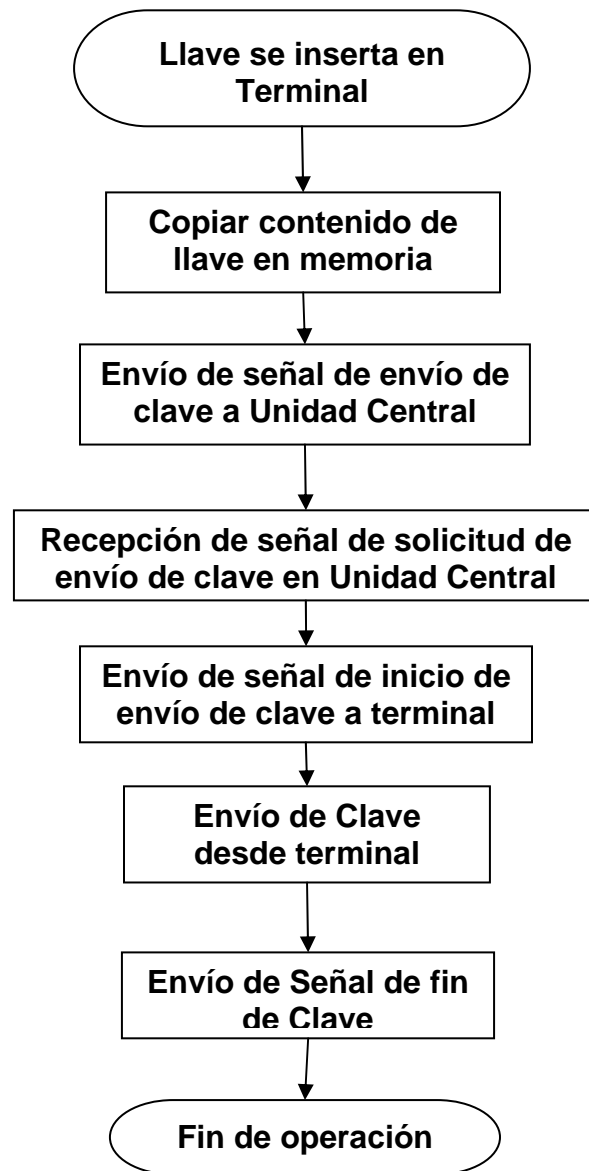 Llave se inserta en
Terminal
Copiar contenido de
llave en memoria
Envío de señal de envío de
clave a Unidad Central
Recepción de señal de solicitud de
envío de clave en Unidad Central
Envío de señal de inicio de
envío de clave a terminal
Envío de Clave
desde terminal
Envío de Señal de fin
de Clave
Fin de operación